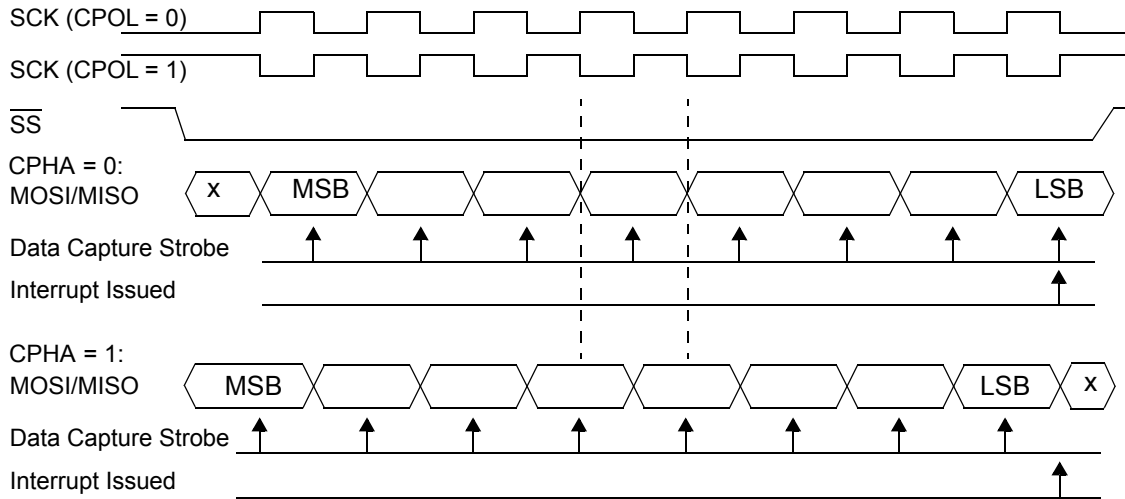 SCK (CPOL = 0)
SCK (CPOL = 1)
SS
CPHA = 0:
MOSI/MISO
x
MSB
LSB
Data Capture Strobe
Interrupt Issued
CPHA = 1:
MOSI/MISO
MSB
LSB
x
Data Capture Strobe
Interrupt Issued